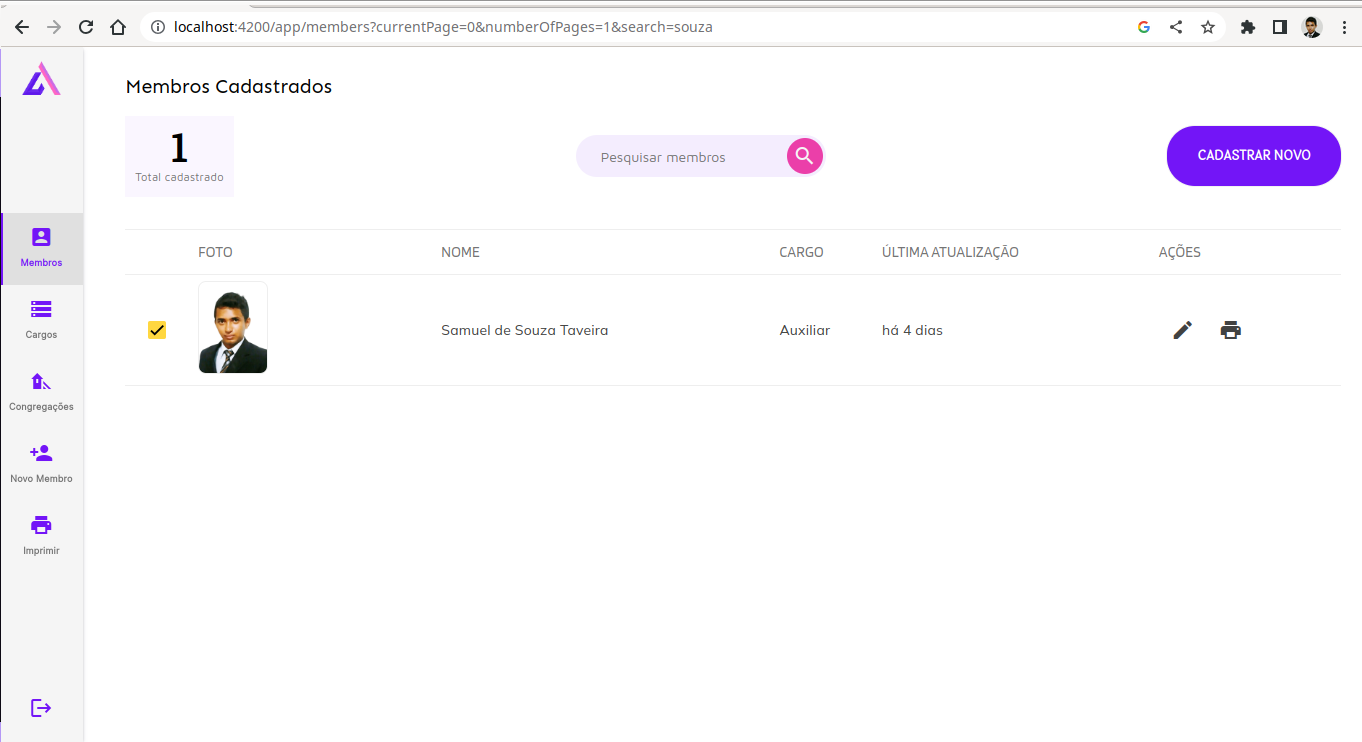 localhost:4200/app/members?currentPage=0&numberOfPages=1&search=souza
Membros Cadastrados
1
Total cadastrado
Pesquisar membros
CADASTRAR NOVO
FOTO NOME CARGO ÚLTIMA ATUALIZAÇÃO AÇÕES
Samuel de Souza Taveira Auxiliar há 4 dias
Membros
Cargos
Congregações
Novo Membro
Imprimir